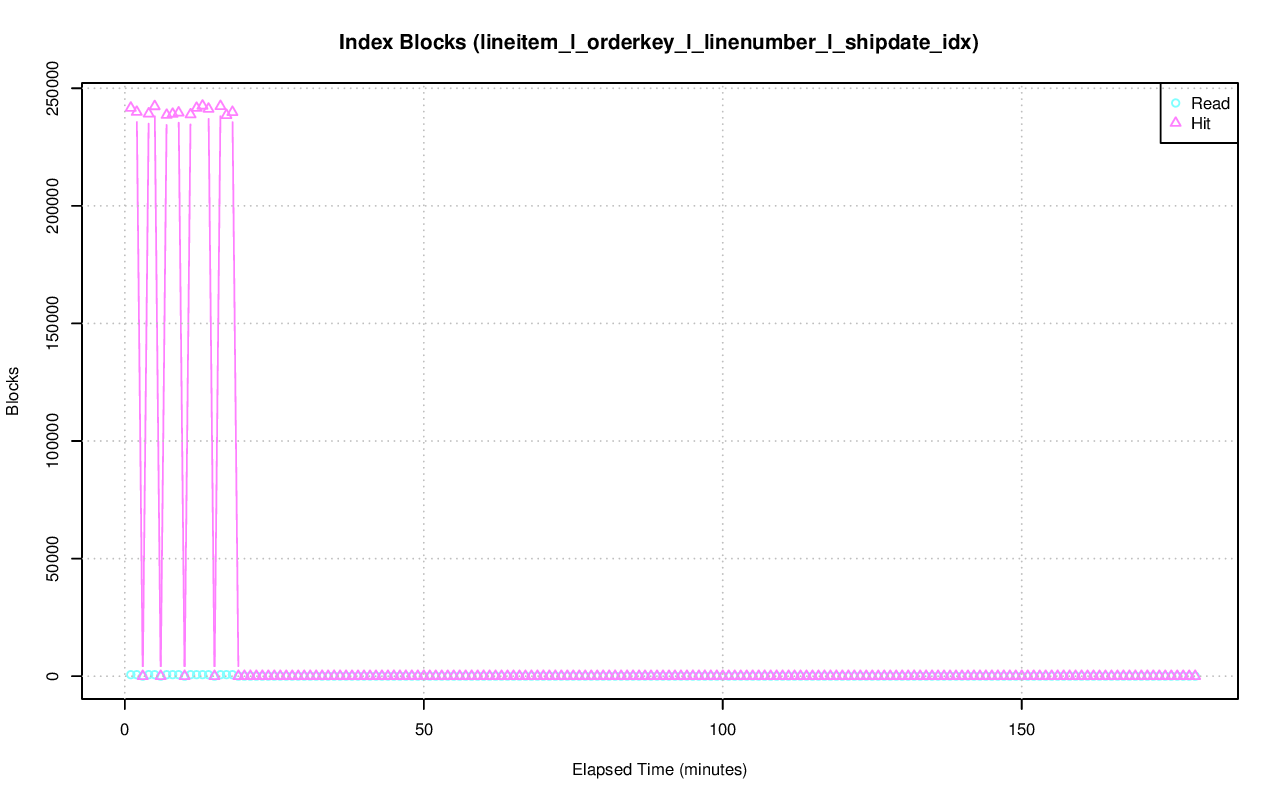 Index Blocks (lineitem_l_orderkey_l_linenumber_l_shipdate_idx)
250000
200000
150000
100000
50000
0
Blocks
Read
Hit
0
50
100
150
Elapsed Time (minutes)